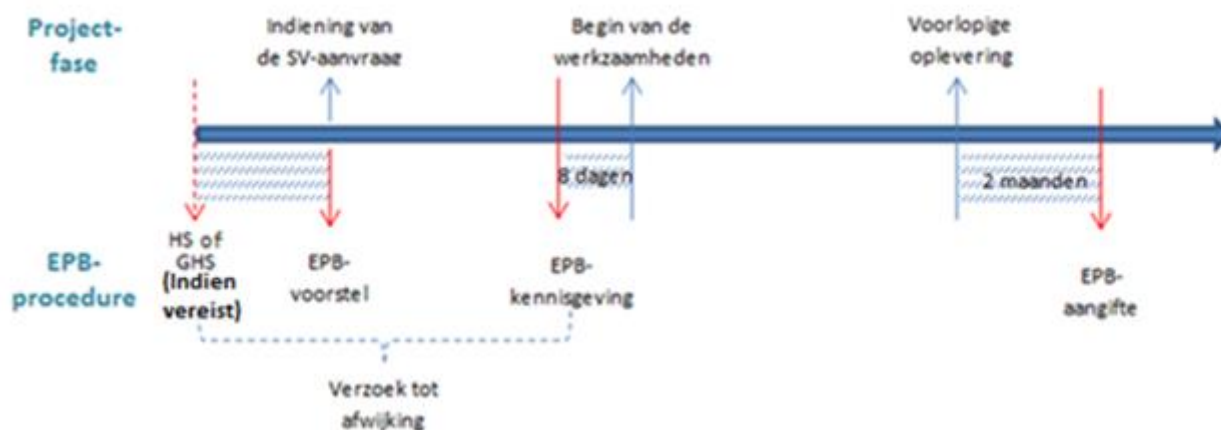 Project-
fase
Indiening van
de SV-aanvraag
Begin van de
werkzaamheden
Voorlopige
oplevering
8 dagen
2 maanden
EPB-
procedure
HS of
GHS
(Indien
vereist)
EPB-
voorstel
EPB-
kennisgeving
EPB-
aangifte
Verzoek tot
afwijking